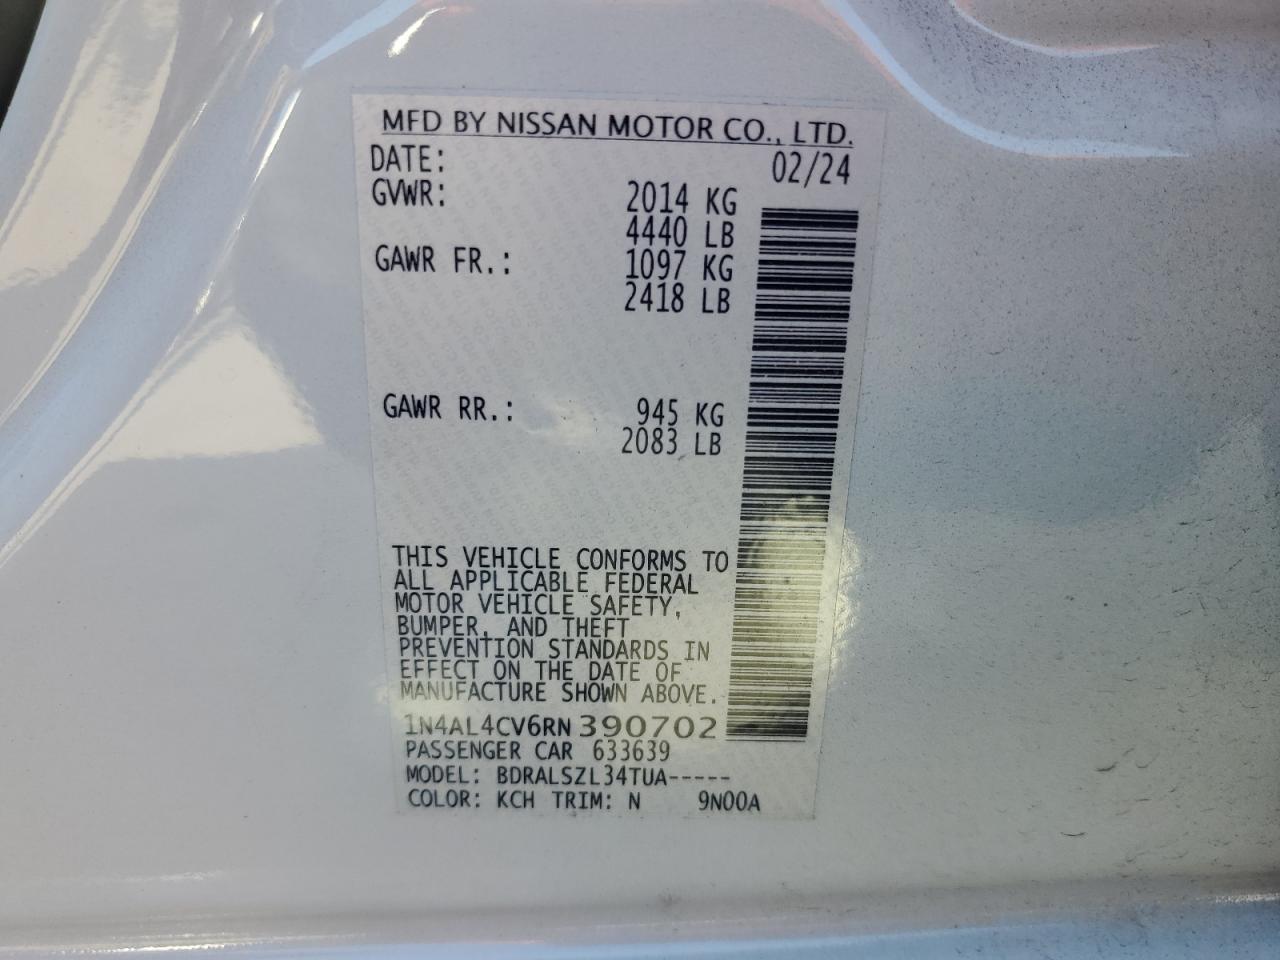 MFD BY NISSAN MOTOR CO., LTD.
DATE: 02/24
GVWR: 2014 KG
4440 LB
GAWR FR.: 1097 KG
2418 LB
GAWR RR.: 945 KG
2083 LB
THIS VEHICLE CONFORMS TO
ALL APPLICABLE FEDERAL
MOTOR VEHICLE SAFETY,
BUMPER, AND THEFT
PREVENTION STANDARDS IN
EFFECT ON THE DATE OF
MANUFACTURE SHOWN ABOVE.
1N4AL4CV6RN390702
PASSENGER CAR 633639
MODEL: BDRALSZL34TUA-----
COLOR: KCH TRIM: N 9N00A